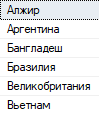 Алжир
Аргентина
Бангладеш
Бразилия
Великобритания
Вьетнам